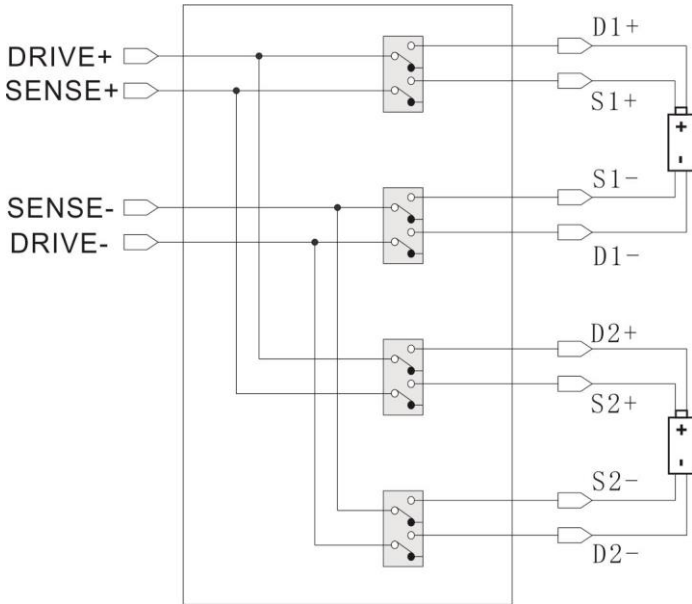 D1+
DRIVE+
SENSE+
S1+
+
-
S1-
SENSE-
DRIVE-
D1-
D2+
S2+
+
-
S2-
D2-